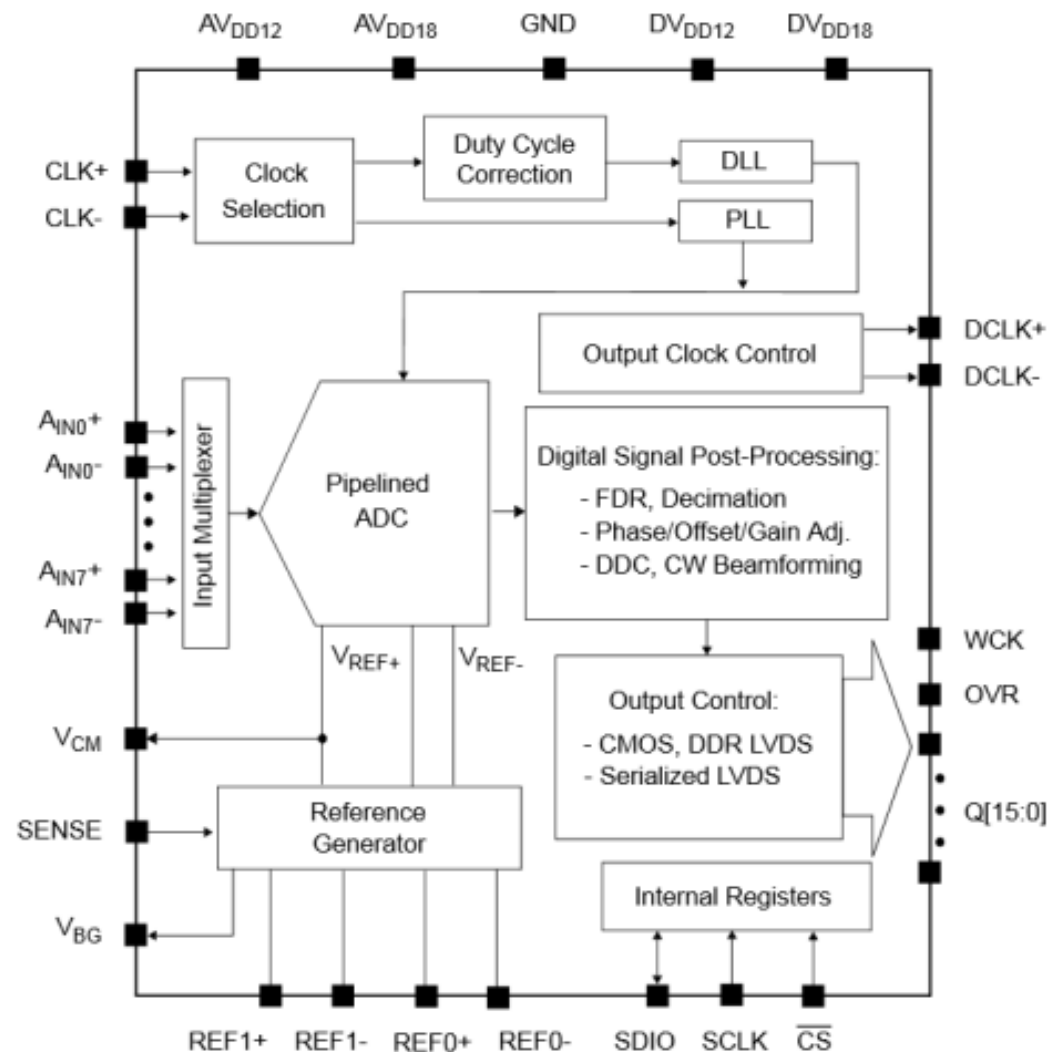 AVDD12 AVDD18 GND DVDD12 DVDD18
CLK+
CLK-
Clock
Selection
Duty Cycle
Correction
DLL
PLL
Output Clock Control
DCLK+
DCLK-
AIN0+
AIN0-
AIN7+
AIN7-
Input Multiplexer
Pipelined
ADC
Digital Signal Post-Processing:
- FDR, Decimation
- Phase/Offset/Gain Adj.
- DDC, CW Beamforming
VREF+ VREF-
Output Control:
- CMOS, DDR LVDS
- Serialized LVDS
WCK
OVR
Q[15:0]
VCM
SENSE
VBG
Reference
Generator
Internal Registers
REF1+ REF1- REF0+ REF0- SDIO SCLK C̅S̅